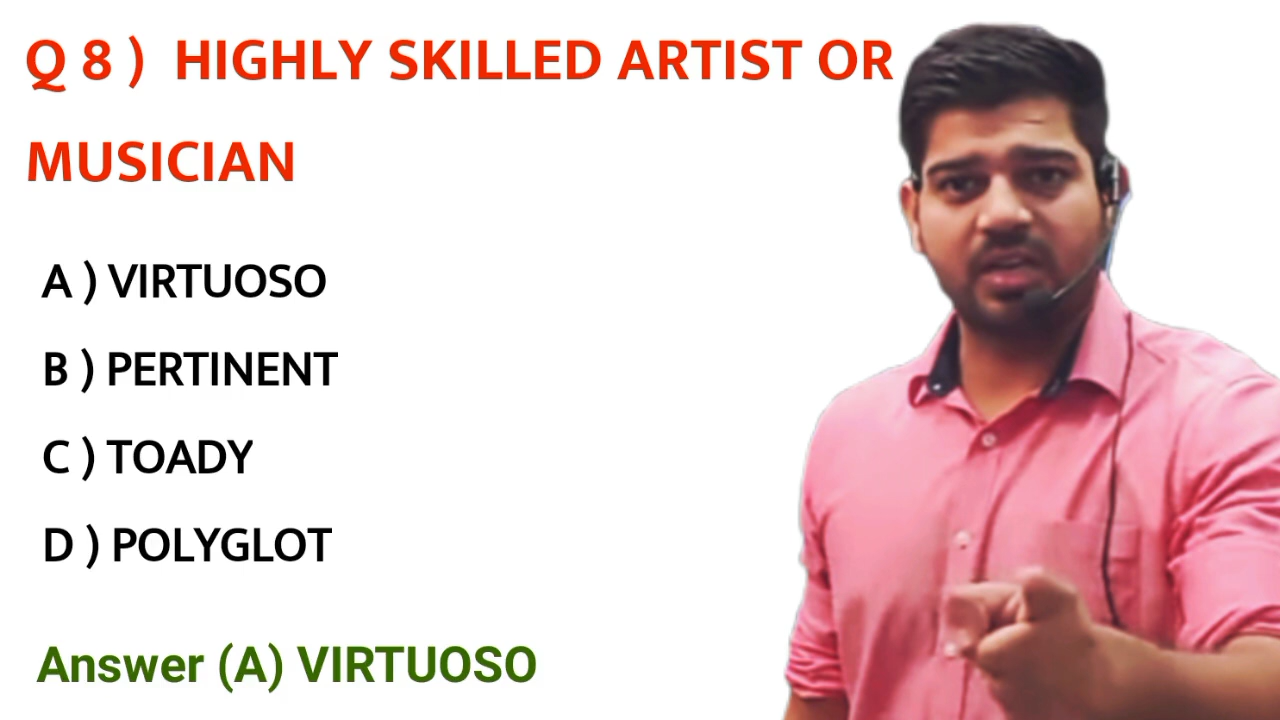 Q 8 ) HIGHLY SKILLED ARTIST OR
MUSICIAN
A ) VIRTUOSO
B ) PERTINENT
C ) TOADY
D ) POLYGLOT
Answer (A) VIRTUOSO